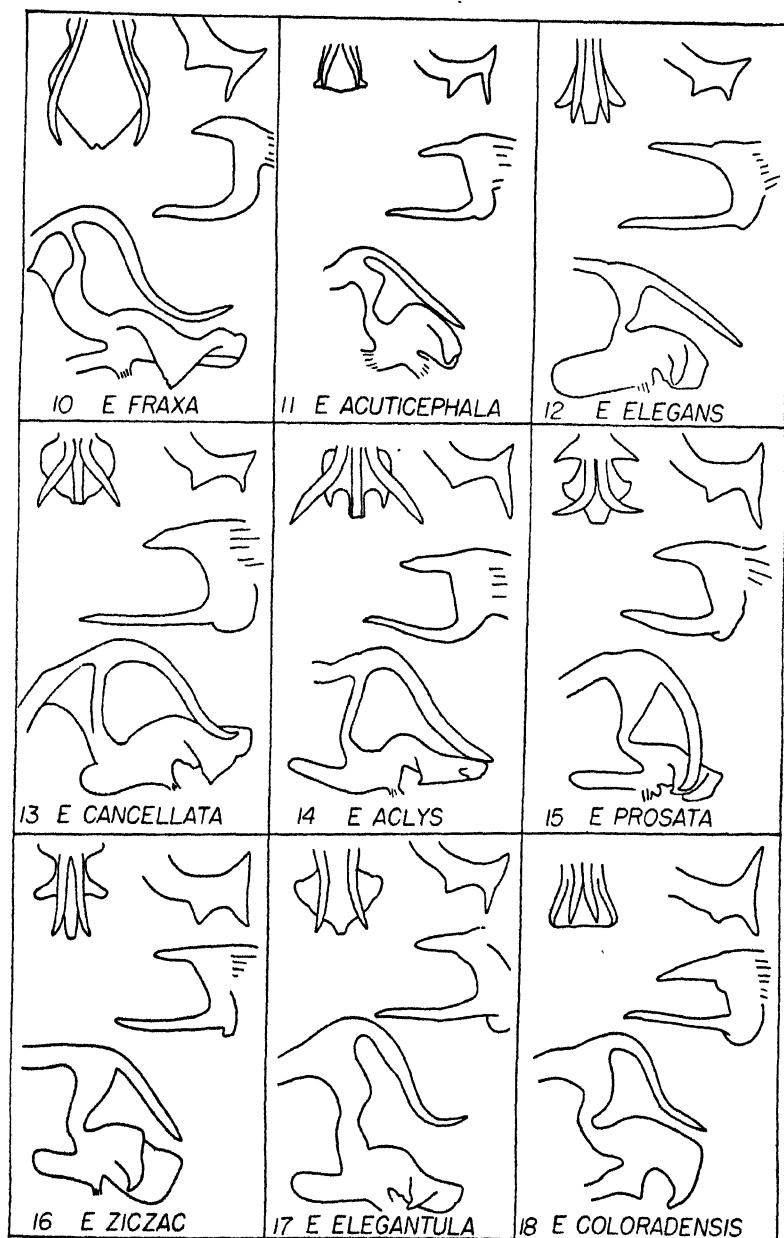 10 E FRAXA
11 E ACUTICEPHALA
12 E ELEGANS
13 E CANCELLATA
14 E ACLYS
15 E PROSATA
16 E ZICZAC
17 E ELEGANTULA
18 E COLORADENSIS